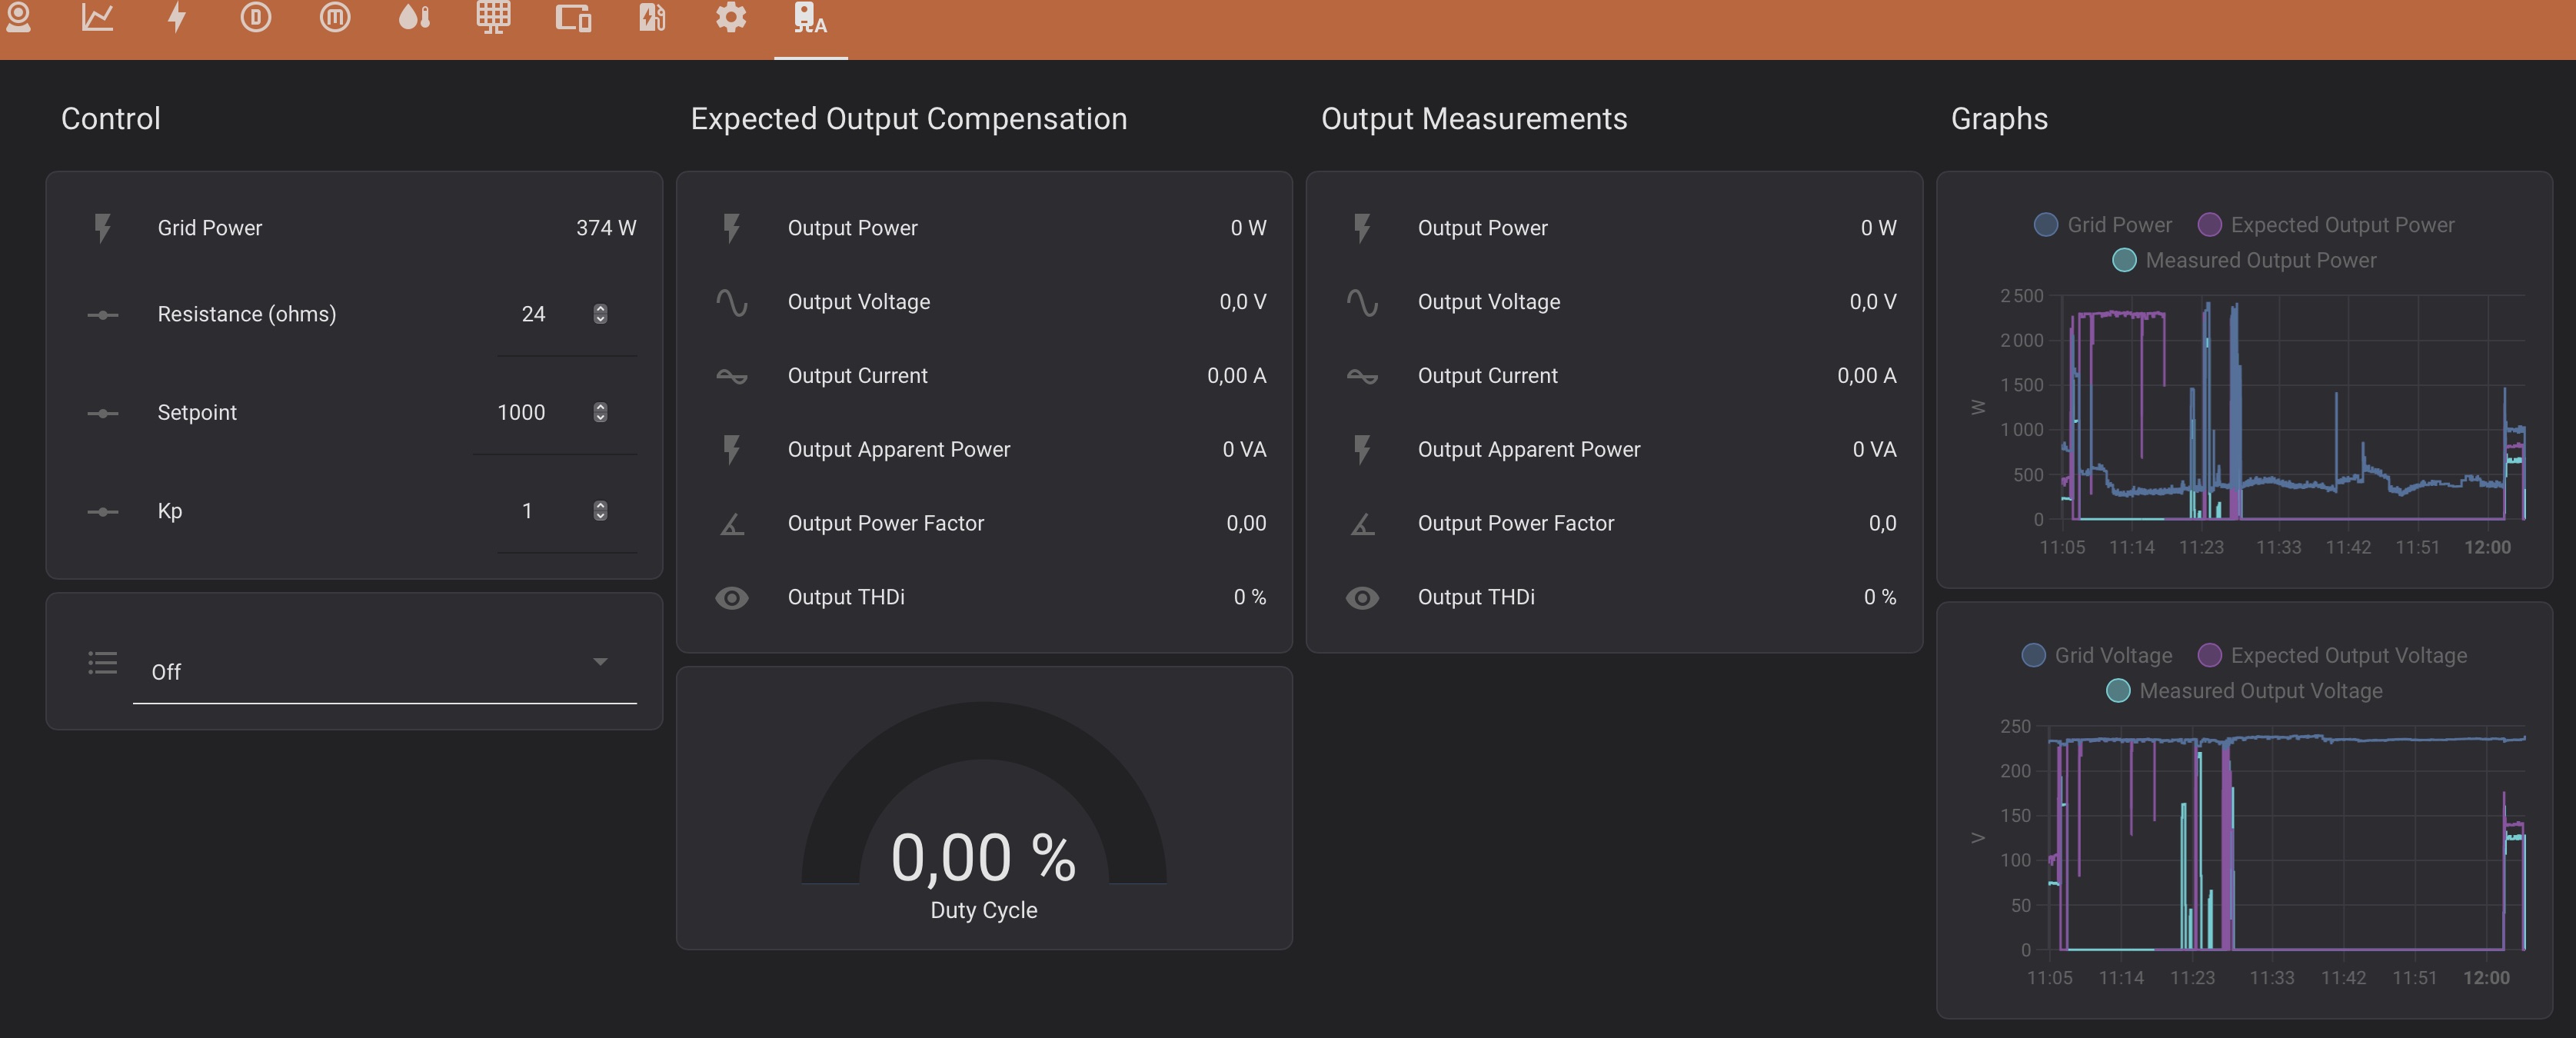 D
M
A
Control
Grid Power 374 W
Resistance (ohms) 24
Setpoint 1000
Kp 1
Off
Expected Output Compensation
Output Power 0 W
Output Voltage 0,0 V
Output Current 0,00 A
Output Apparent Power 0 VA
Output Power Factor 0,00
Output THDi 0 %
0,00 %
Duty Cycle
Output Measurements
Output Power 0 W
Output Voltage 0,0 V
Output Current 0,00 A
Output Apparent Power 0 VA
Output Power Factor 0,0
Output THDi 0 %
Graphs
Grid Power Expected Output Power
Measured Output Power
2 500
2 000
1 500
W
1 000
500
0
11:05 11:14 11:23 11:33 11:42 11:51 12:00
Grid Voltage Expected Output Voltage
Measured Output Voltage
250
200
150
V
100
50
0
11:05 11:14 11:23 11:33 11:42 11:51 12:00